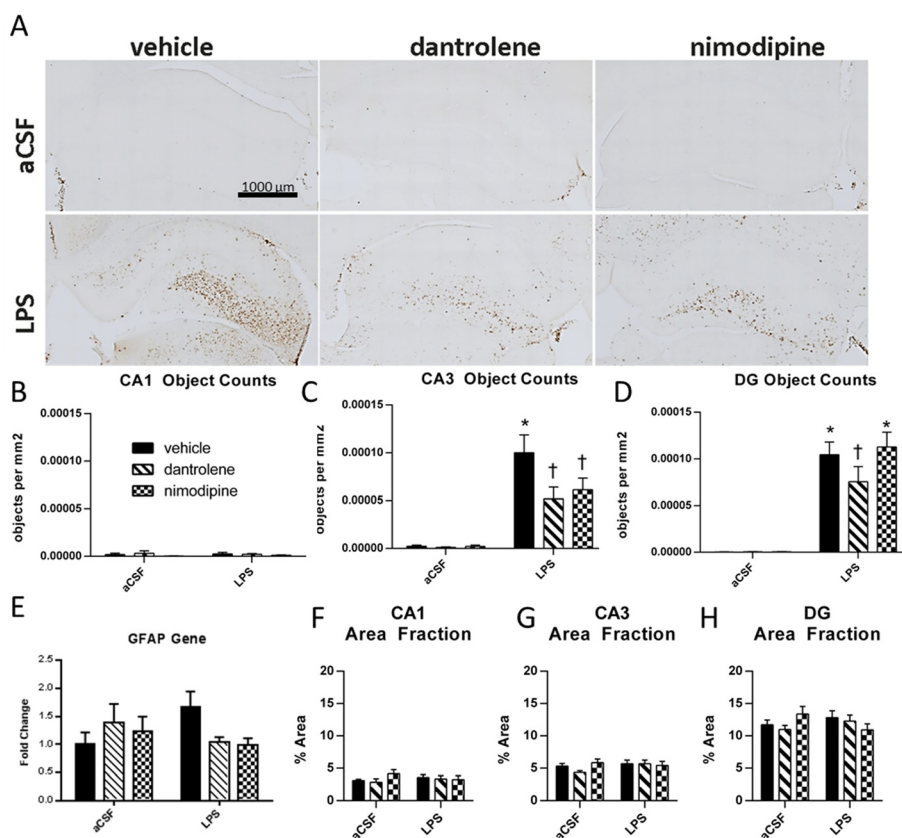 A
vehicle dantrolene nimodipine
aCSF
1000 µm
LPS
B
CA1 Object Counts
objects per mm2
0.00015
0.00010
0.00005
0.00000
vehicle
dantrolene
nimodipine
aCSF
LPS
C
CA3 Object Counts
objects per mm2
0.00015
0.00010
0.00005
0.00000
*
†
†
aCSF
LPS
D
DG Object Counts
objects per mm2
0.00015
0.00010
0.00005
0.00000
*
†
*
aCSF
LPS
E
GFAP Gene
Fold Change
2.5
2.0
1.5
1.0
0.5
0.0
aCSF
LPS
F
CA1
Area Fraction
% Area
20
15
10
5
0
aCSF
LPS
G
CA3
Area Fraction
% Area
20
15
10
5
0
aCSF
LPS
H
DG
Area Fraction
% Area
20
15
10
5
0
aCSF
LPS